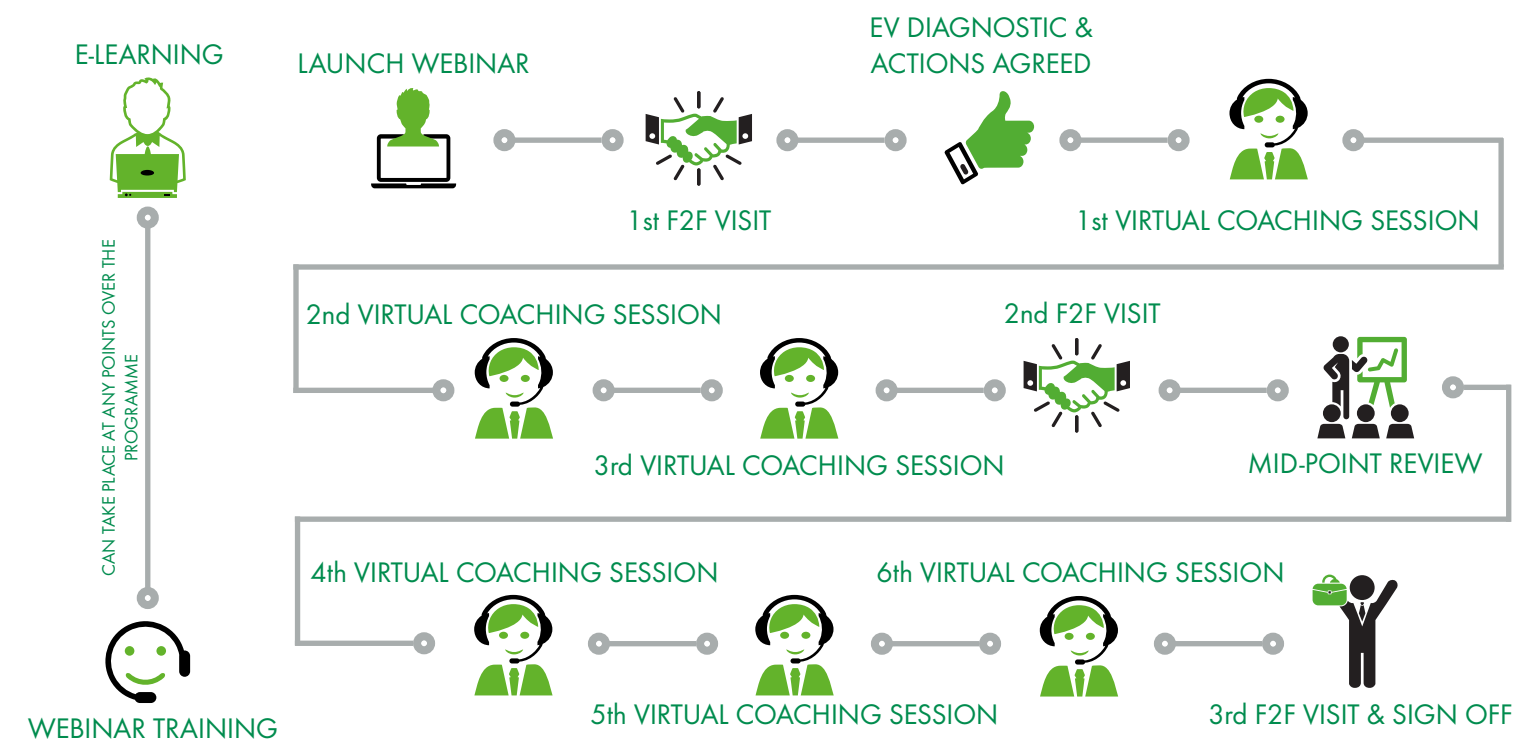 E-LEARNING
CAN TAKE PLACE AT ANY POINTS OVER THE
PROGRAMME
WEBINAR TRAINING
LAUNCH WEBINAR
1st F2F VISIT
EV DIAGNOSTIC &
ACTIONS AGREED
1st VIRTUAL COACHING SESSION
2nd VIRTUAL COACHING SESSION
3rd VIRTUAL COACHING SESSION
2nd F2F VISIT
MID-POINT REVIEW
4th VIRTUAL COACHING SESSION
5th VIRTUAL COACHING SESSION
6th VIRTUAL COACHING SESSION
3rd F2F VISIT & SIGN OFF